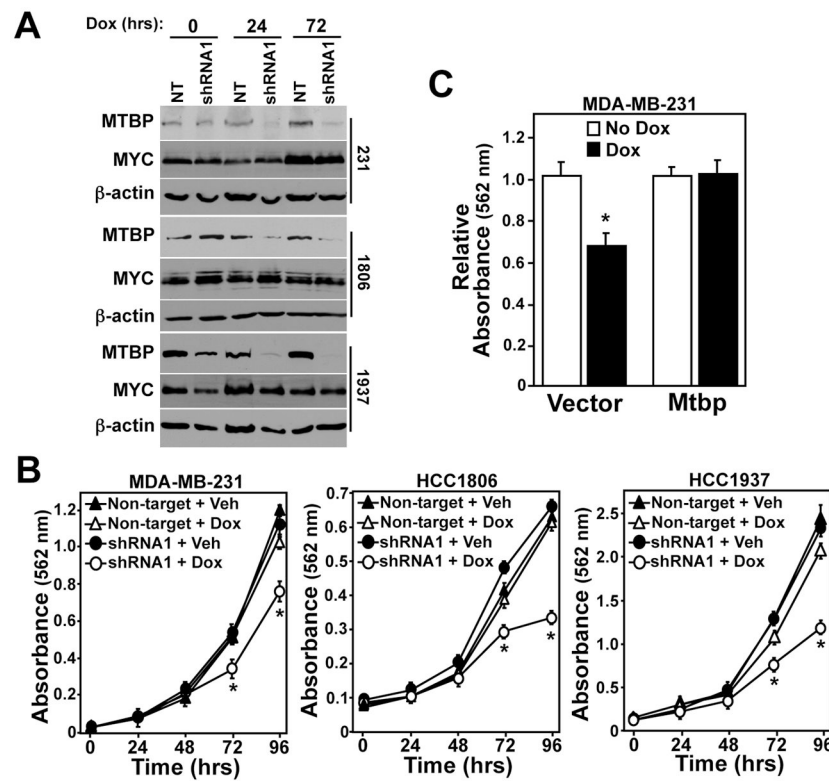 A
Dox (hrs): 0 24 72
NT shRNA1 NT shRNA1 NT shRNA1
MTBP
MYC
β-actin
231
MTBP
MYC
β-actin
1806
MTBP
MYC
β-actin
1937
C
MDA-MB-231
No Dox
Dox
Relative
Absorbance (562 nm)
1.2
1.0
0.8
0.6
0.4
0.2
0
*
Vector Mtbp
B
MDA-MB-231
Non-target + Veh
Non-target + Dox
shRNA1 + Veh
shRNA1 + Dox
Absorbance (562 nm)
1.2
1.0
0.8
0.6
0.4
0.2
0
*
*
0 24 48 72 96
Time (hrs)
HCC1806
Non-target + Veh
Non-target + Dox
shRNA1 + Veh
shRNA1 + Dox
Absorbance (562 nm)
0.7
0.6
0.5
0.4
0.3
0.2
0.1
0
*
*
0 24 48 72 96
Time (hrs)
HCC1937
Non-target + Veh
Non-target + Dox
shRNA1 + Veh
shRNA1 + Dox
Absorbance (562 nm)
2.5
2.0
1.5
1.0
0.5
0
*
*
0 24 48 72 96
Time (hrs)